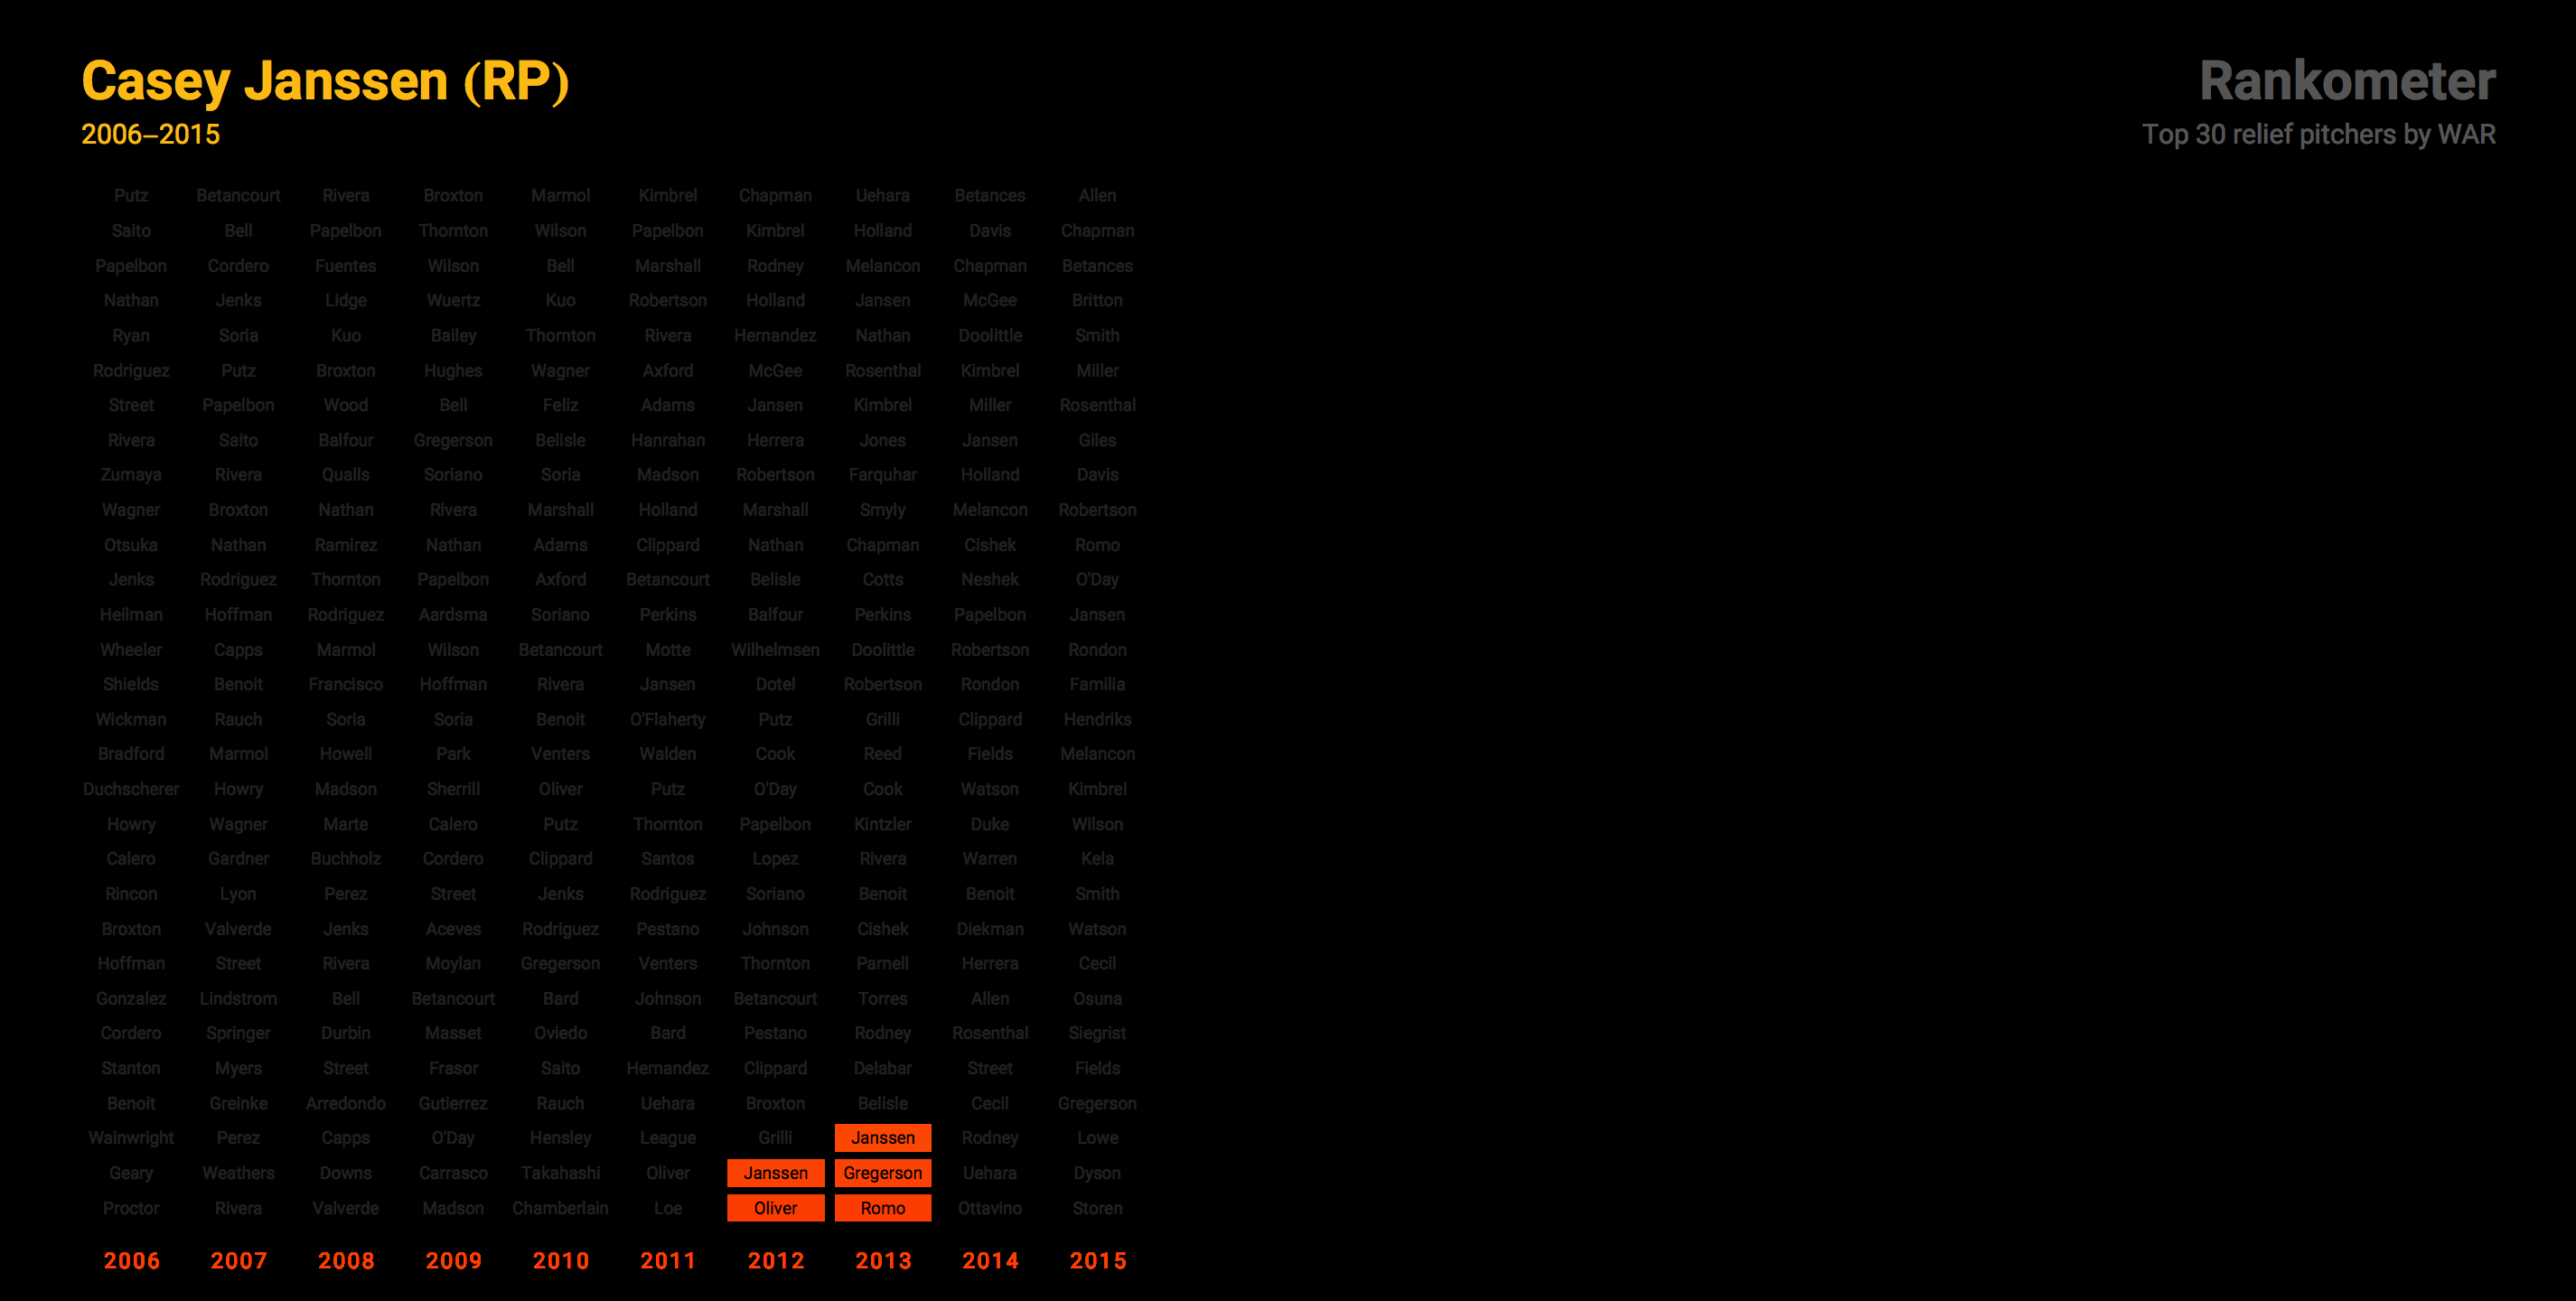 Casey Janssen (RP)
2006–2015
Rankometer
Top 30 relief pitchers by WAR
Putz Betancourt Rivera Broxton Marmol Kimbrel Chapman Uehara Betances Allen
Saito Bell Papelbon Thornton Wilson Papelbon Kimbrel Holland Davis Chapman
Papelbon Cordero Fuentes Wilson Bell Marshall Rodney Melancon Chapman Betances
Nathan Jenks Lidge Wuertz Kuo Robertson Holland Jansen McGee Britton
Ryan Soria Kuo Bailey Thornton Rivera Hernandez Nathan Doolittle Smith
Rodriguez Putz Broxton Hughes Wagner Axford McGee Rosenthal Kimbrel Miller
Street Papelbon Wood Bell Feliz Adams Jansen Kimbrel Miller Rosenthal
Rivera Saito Balfour Gregerson Belisle Hanrahan Herrera Jones Jansen Giles
Zumaya Rivera Qualls Soriano Soria Madson Robertson Farquhar Holland Davis
Wagner Broxton Nathan Rivera Marshall Holland Marshall Smyly Melancon Robertson
Otsuka Nathan Ramirez Nathan Adams Clippard Nathan Chapman Cishek Romo
Jenks Rodriguez Thornton Papelbon Axford Betancourt Belisle Cotts Neshek O'Day
Heilman Hoffman Rodriguez Aardsma Soriano Perkins Balfour Perkins Papelbon Jansen
Wheeler Capps Marmol Wilson Betancourt Motte Wilhelmsen Doolittle Robertson Rondon
Shields Benoit Francisco Hoffman Rivera Jansen Dotel Robertson Rondon Familia
Wickman Rauch Soria Soria Benoit O'Flaherty Putz Grilli Clippard Hendriks
Bradford Marmol Howell Park Venters Walden Cook Reed Fields Melancon
Duchscherer Howry Madson Sherrill Oliver Putz O'Day Cook Watson Kimbrel
Howry Wagner Marte Calero Putz Thornton Papelbon Kintzler Duke Wilson
Calero Gardner Buchholz Cordero Clippard Santos Lopez Rivera Warren Kela
Rincon Lyon Perez Street Jenks Rodriguez Soriano Benoit Benoit Smith
Broxton Valverde Jenks Aceves Rodriguez Pestano Johnson Cishek Diekman Watson
Hoffman Street Rivera Moylan Gregerson Venters Thornton Parnell Herrera Cecil
Gonzalez Lindstrom Bell Betancourt Bard Johnson Betancourt Torres Allen Osuna
Cordero Springer Durbin Masset Oviedo Bard Pestano Rodney Rosenthal Siegrist
Stanton Myers Street Frasor Saito Hernandez Clippard Delabar Street Fields
Benoit Greinke Arredondo Gutierrez Rauch Uehara Broxton Belisle Cecil Gregerson
Wainwright Perez Capps O'Day Hensley League Grilli Janssen Rodney Lowe
Geary Weathers Downs Carrasco Takahashi Oliver Janssen Gregerson Uehara Dyson
Proctor Rivera Valverde Madson Chamberlain Loe Oliver Romo Ottavino Storen
2006 2007 2008 2009 2010 2011 2012 2013 2014 2015